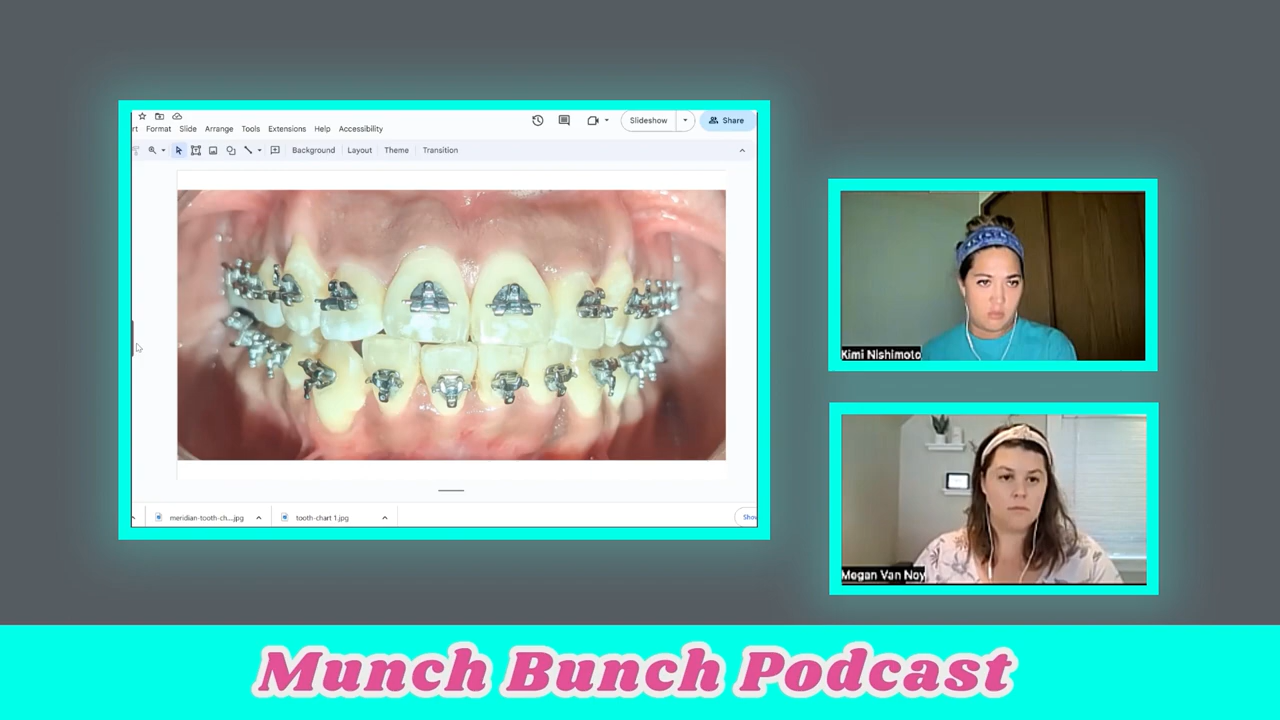 Slideshow
Share
rt Format Slide Arrange Tools Extensions Help Accessibility
Background Layout Theme Transition
meridian-tooth-ch....jpg
tooth-chart 1.jpg
Kimi Nishimoto
Megan Van Noy
Munch Bunch Podcast